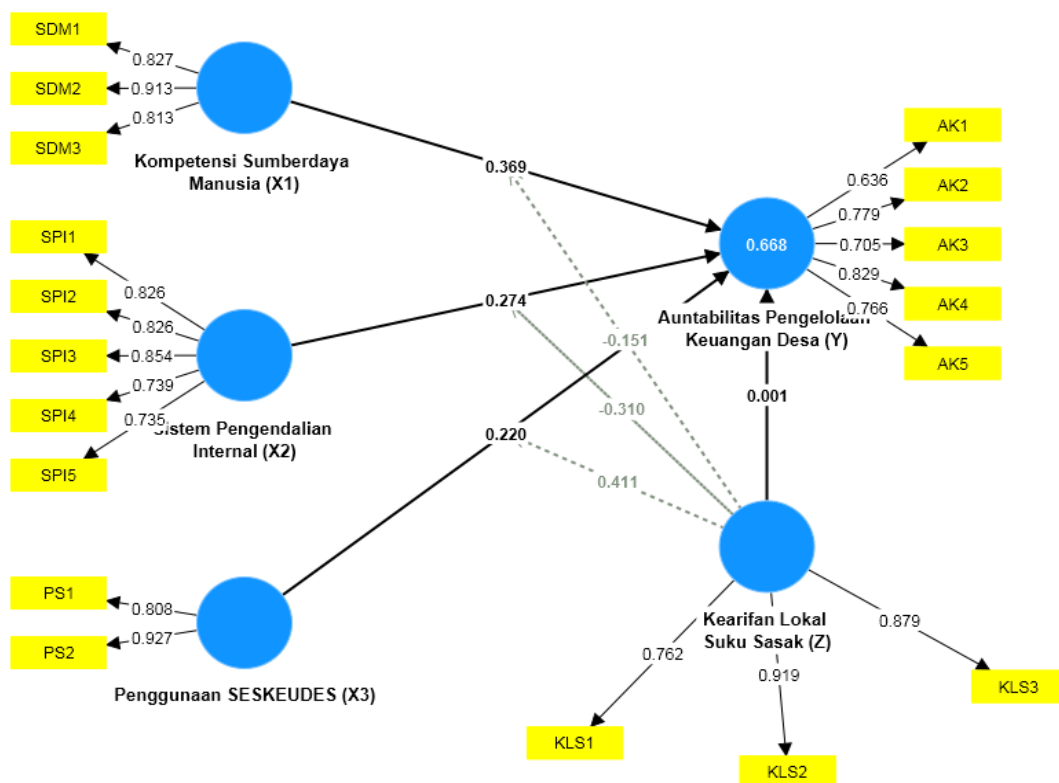 SDM1
0.827
SDM2
0.913
SDM3
0.813
Kompetensi Sumberdaya
Manusia (X1)
SPI1
0.826
SPI2
0.826
SPI3
0.854
SPI4
0.739
SPI5
0.735
Sistem Pengendalian
Internal (X2)
PS1
0.808
PS2
0.927
Penggunaan SESKEUDES (X3)
0.369
0.274
0.220
-0.151
-0.310
0.411
0.668
Auntabilitas Pengelolaan
Keuangan Desa (Y)
0.001
AK1
0.636
AK2
0.779
AK3
0.705
AK4
0.829
AK5
0.766
Kearifan Lokal
Suku Sasak (Z)
0.762
0.919
0.879
KLS1
KLS2
KLS3